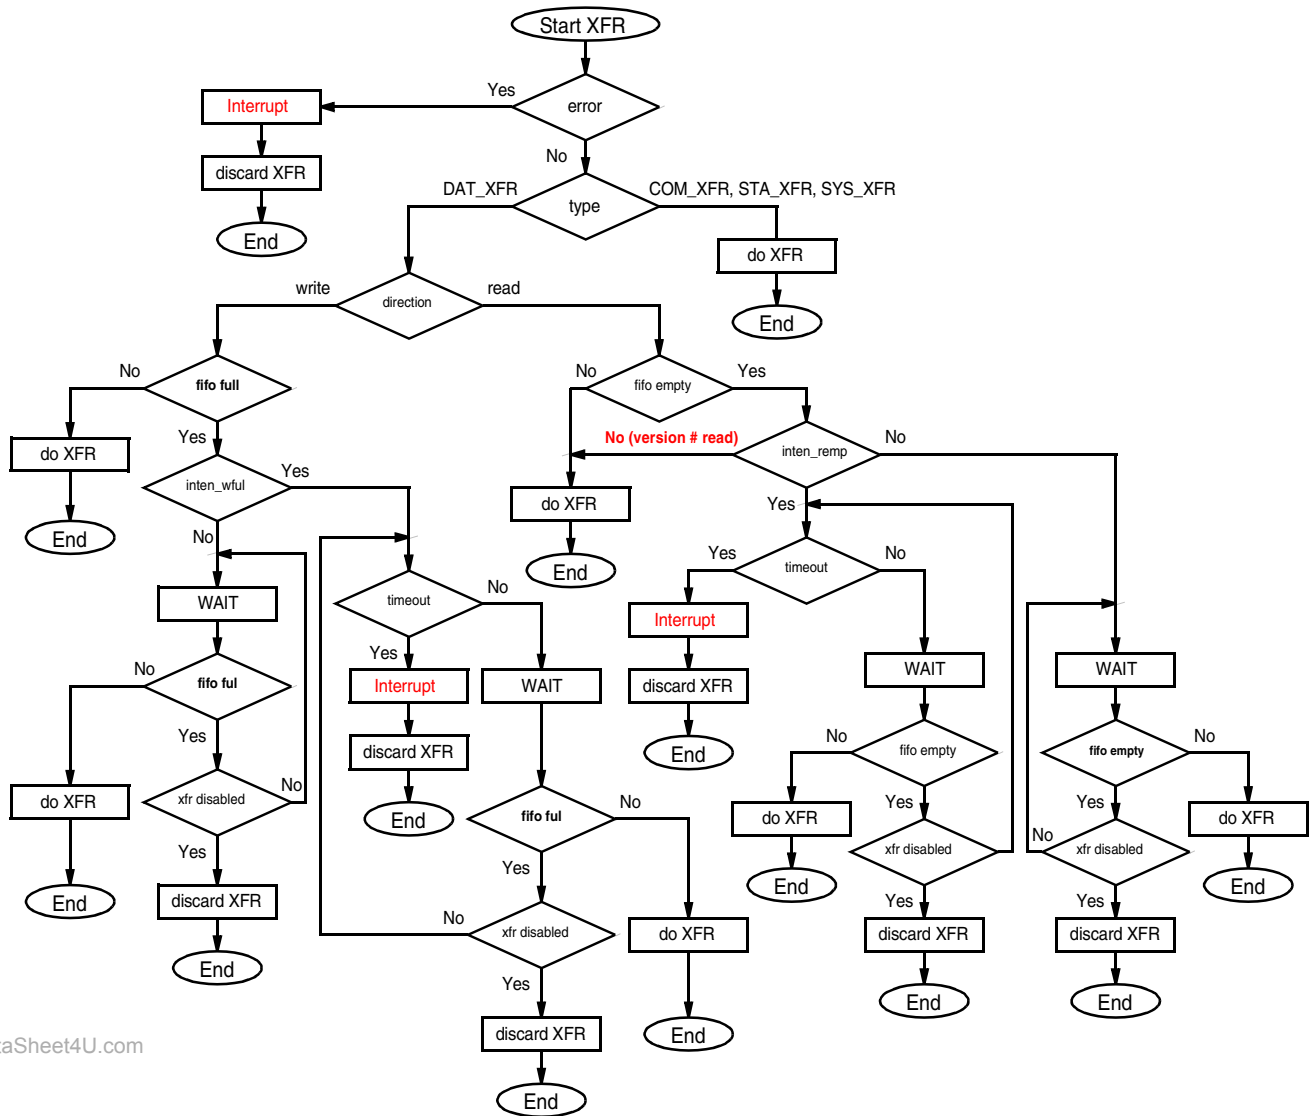 Start XFR
Yes
error
Interrupt
No
discard XFR
DAT_XFR
COM_XFR, STA_XFR, SYS_XFR
type
End
do XFR
write
direction
read
End
No
fifo full
No
fifo empty
Yes
Yes
No (version # read)
inten_remp
No
do XFR
inten_wful
Yes
do XFR
Yes
End
No
End
Yes
timeout
No
WAIT
timeout
No
Interrupt
Yes
No
fifo ful
Interrupt
WAIT
discard XFR
WAIT
WAIT
Yes
discard XFR
End
No
fifo empty
fifo empty
No
do XFR
xfr disabled
No
End
fifo ful
No
do XFR
Yes
Yes
do XFR
Yes
Yes
End
xfr disabled
No
xfr disabled
End
End
discard XFR
No
xfr disabled
do XFR
Yes
discard XFR
Yes
discard XFR
End
Yes
End
End
discard XFR
End
taSheet4U.com
End